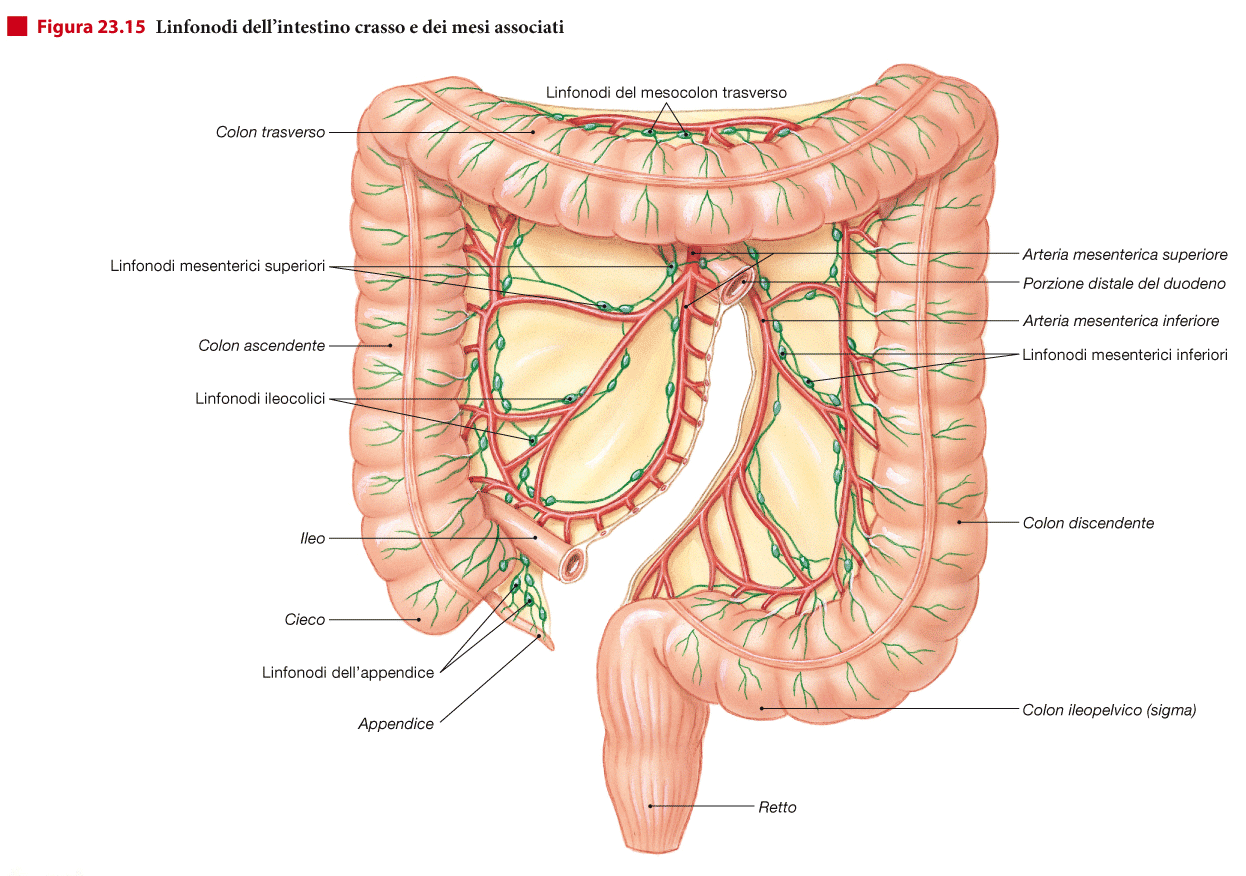 Figura 23.15 Linfonodi dell'intestino crasso e dei mesi associati
Linfonodi del mesocolon trasverso
Colon trasverso
Linfonodi mesenterici superiori
Colon ascendente
Linfonodi ileocolici
Ileo
Cieco
Linfonodi dell'appendice
Appendice
Arteria mesenterica superiore
Porzione distale del duodeno
Arteria mesenterica inferiore
Linfonodi mesenterici inferiori
Colon discendente
Colon ileopelvico (sigma)
Retto